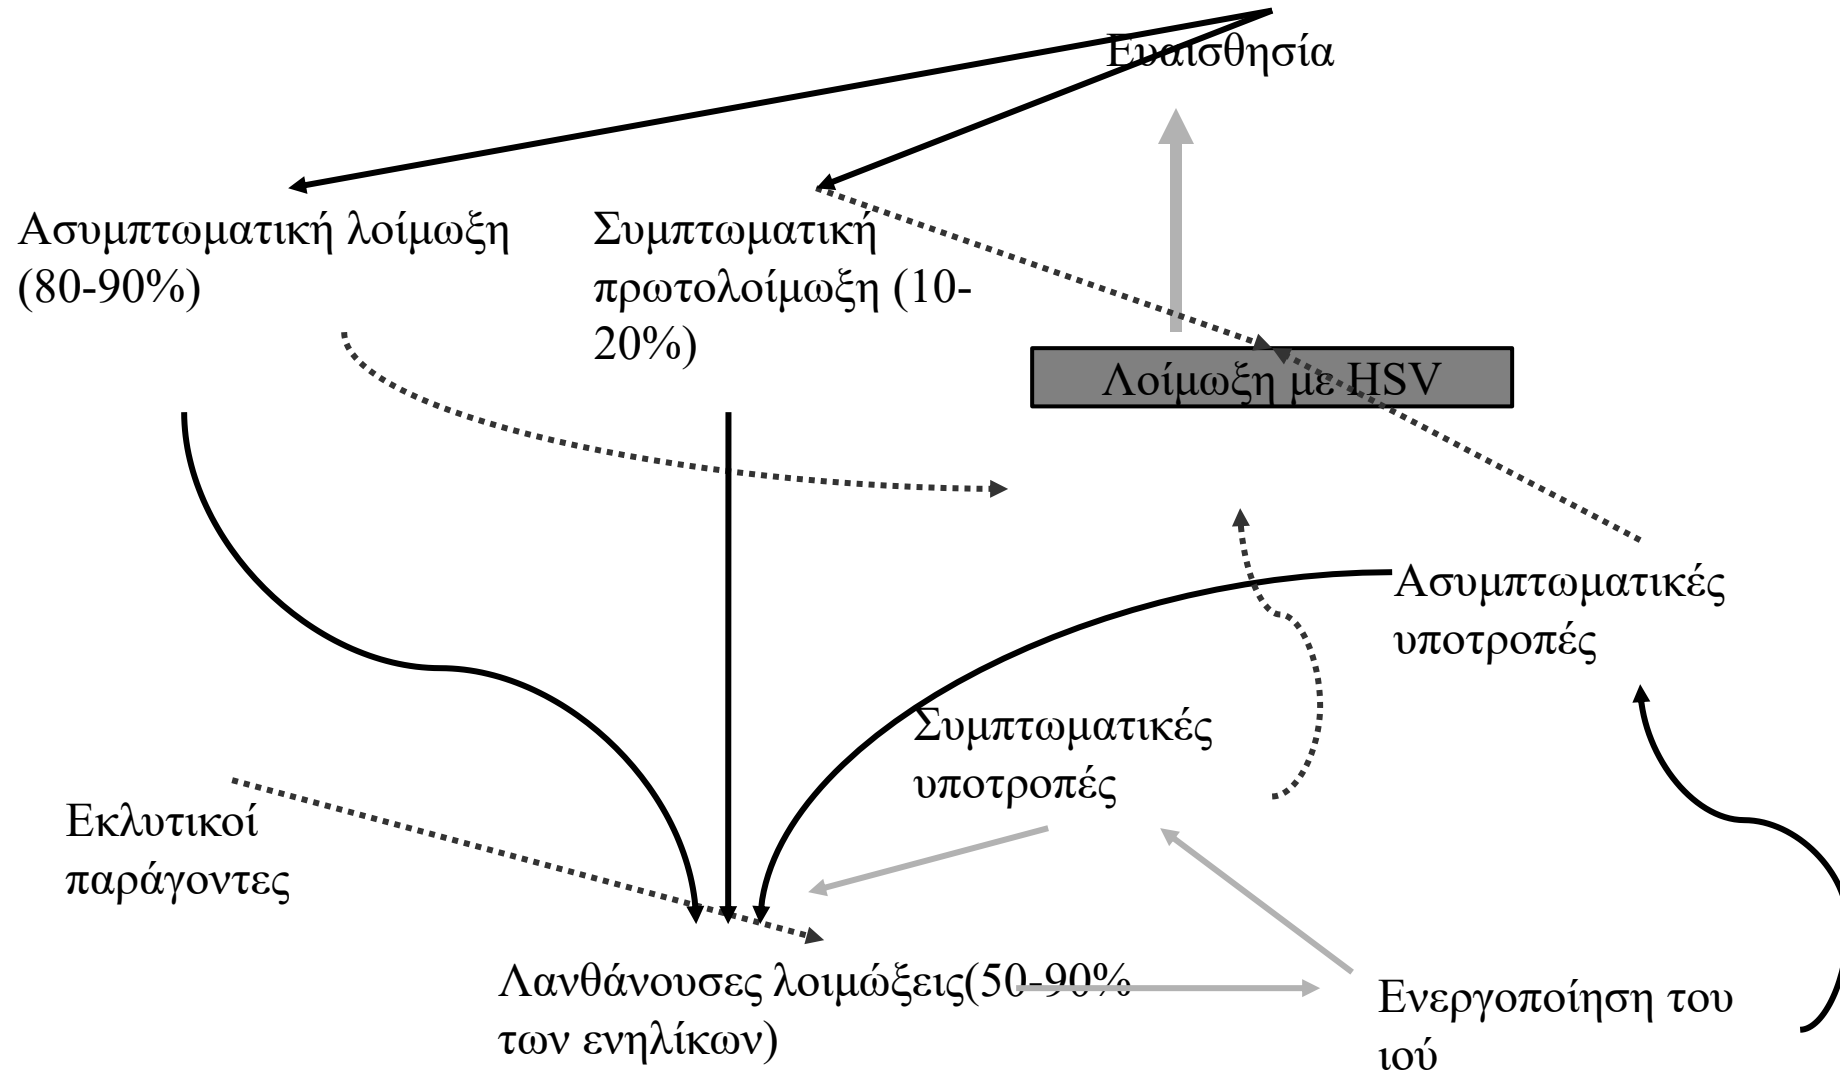 Ευαισθησία
Ασυμπτωματική λοίμωξη
(80-90%)
Συμπτωματική
πρωτολοίμωξη (10-
20%)
Λοίμωξη με HSV
Ασυμπτωματικές
υποτροπές
Συμπτωματικές
υποτροπές
Εκλυτικοί
παράγοντες
Λανθάνουσες λοιμώξεις(50-90%
των ενηλίκων)
Ενεργοποίηση του
ιού